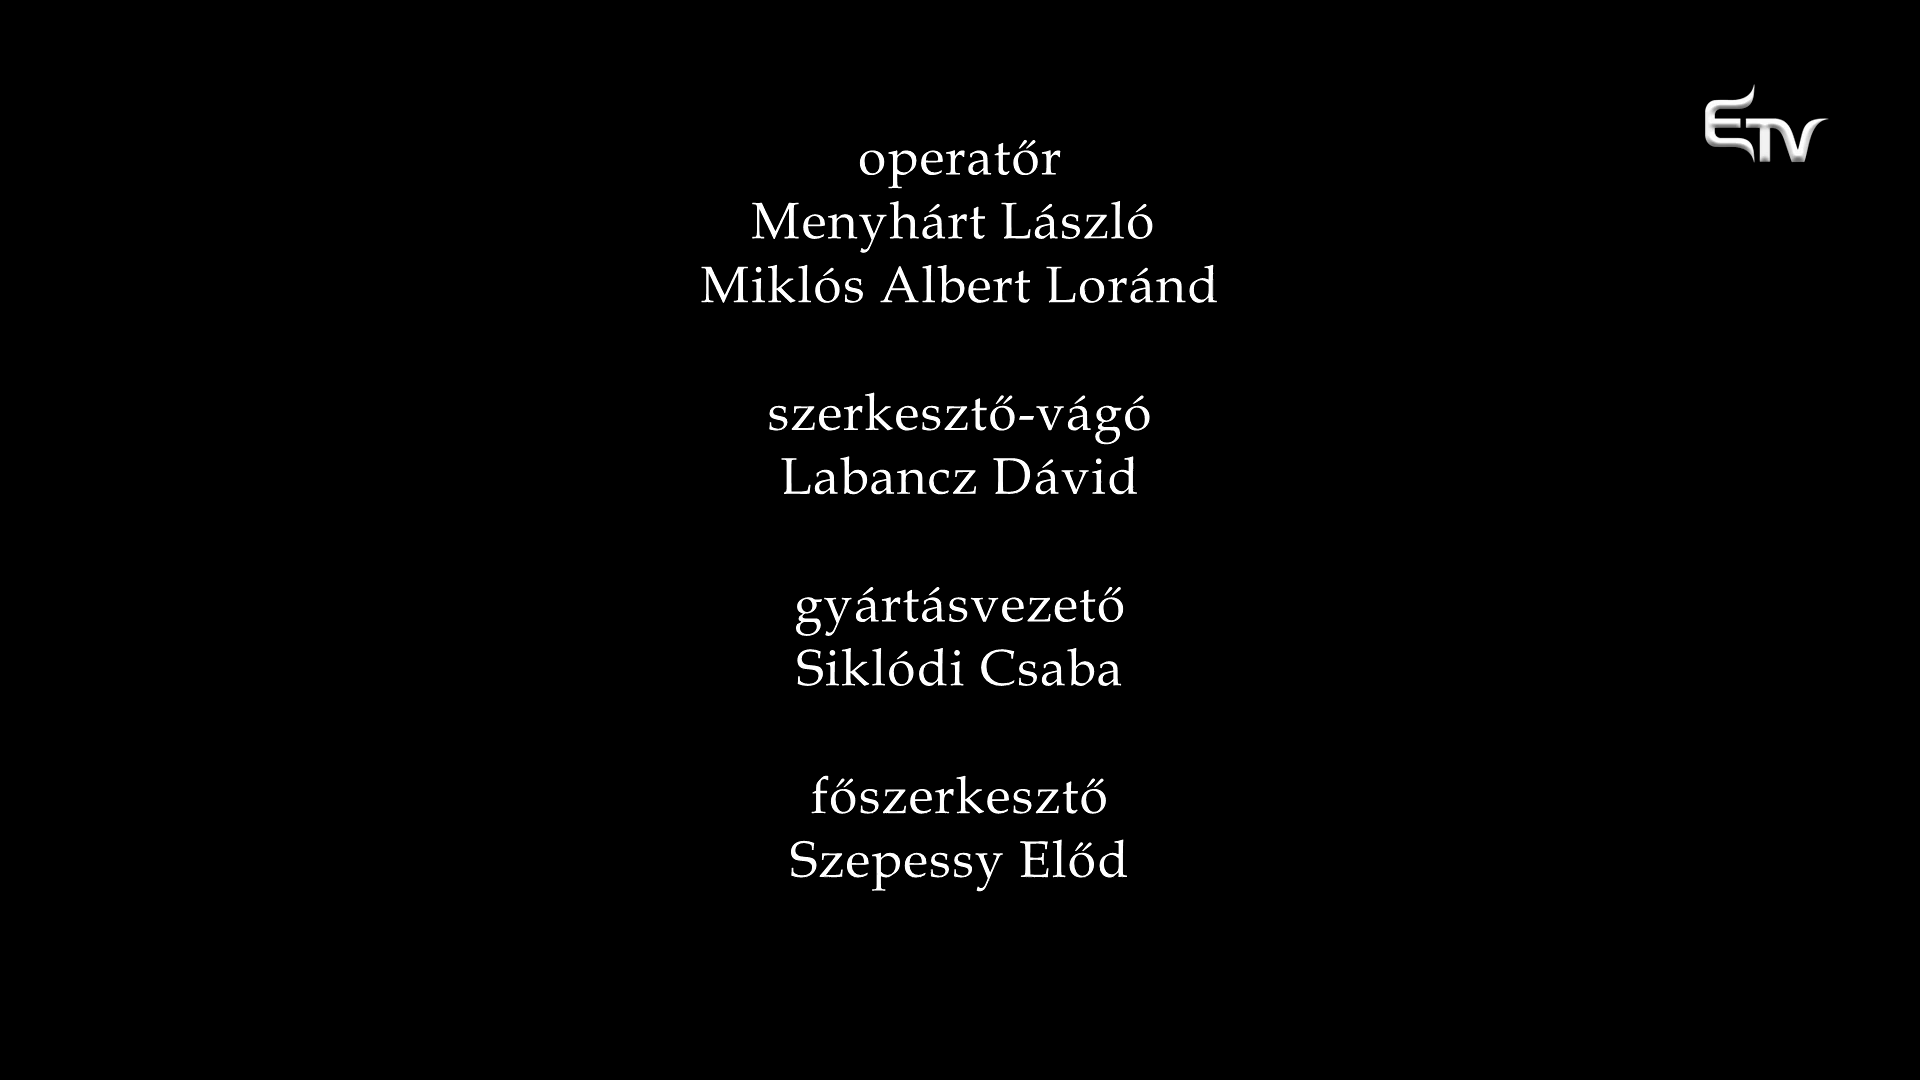 ETV
operatőr
Menyhárt László
Miklós Albert Loránd
szerkesztő-vágó
Labancz Dávid
gyártásvezető
Siklódi Csaba
főszerkesztő
Szepessy Előd